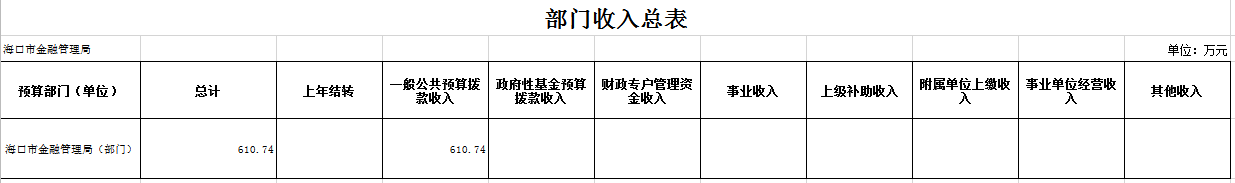 部门收入总表
海口市金融管理局
单位：万元
预算部门（单位）
总计
上年结转
一般公共预算拨
款收入
政府性基金预算
拨款收入
财政专户管理资
金收入
事业收入
上级补助收入
附属单位上缴收
入
事业单位经营收
入
其他收入
海口市金融管理局（部门）
610.74
610.74